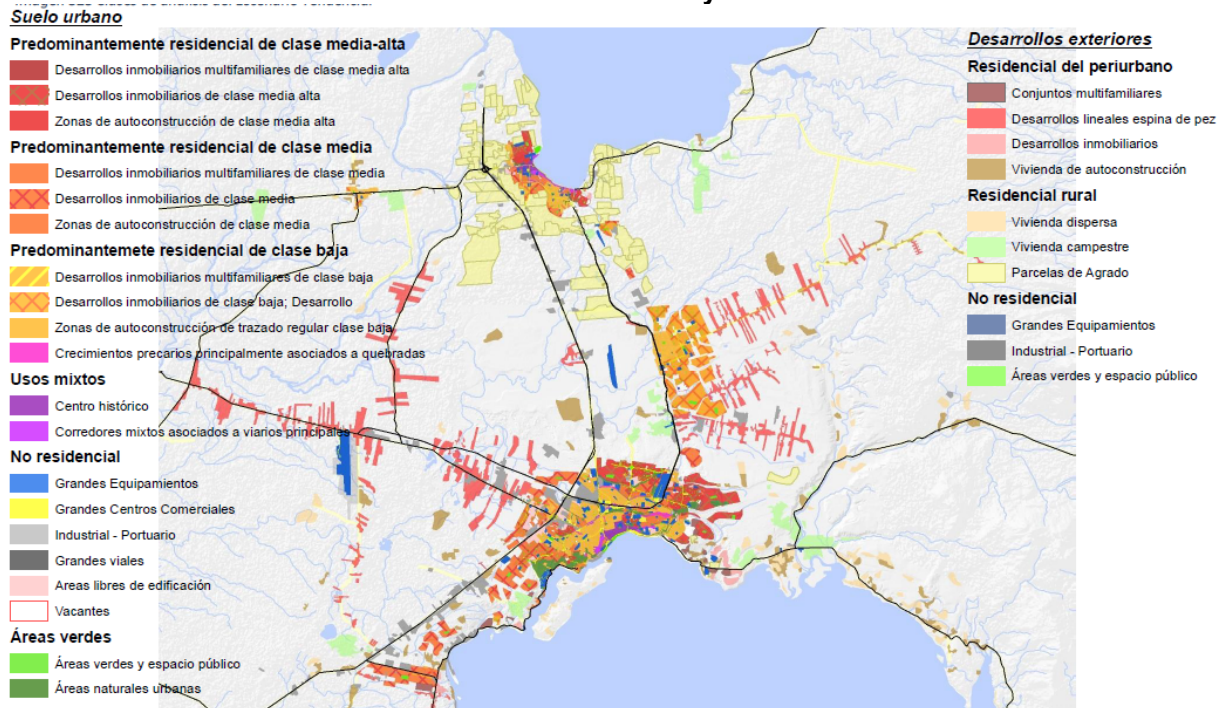 Suelo urbano
Predominantemente residencial de clase media-alta
Desarrollos inmobiliarios multifamiliares de clase media alta
Desarrollos inmobiliarios de clase media alta
Zonas de autoconstrucción de clase media alta
Predominantemente residencial de clase media
Desarrollos inmobiliarios multifamiliares de clase media
Desarrollos inmobiliarios de clase media
Zonas de autoconstrucción de clase media
Predominantemete residencial de clase baja
Desarrollos inmobiliarios multifamiliares de clase baja
Desarrollos inmobiliarios de clase baja; Desarrollo
Zonas de autoconstrucción de trazado regular clase baja
Crecimientos precarios principalmente asociados a quebradas
Usos mixtos
Centro histórico
Corredores mixtos asociados a viarios principales
No residencial
Grandes Equipamientos
Grandes Centros Comerciales
Industrial - Portuario
Grandes viales
Areas libres de edificación
Vacantes
Áreas verdes
Áreas verdes y espacio público
Áreas naturales urbanas
Desarrollos exteriores
Residencial del periurbano
Conjuntos multifamiliares
Desarrollos lineales espina de pez
Desarrollos inmobiliarios
Vivienda de autoconstrucción
Residencial rural
Vivienda dispersa
Vivienda campestre
Parcelas de Agrado
No residencial
Grandes Equipamientos
Industrial - Portuario
Áreas verdes y espacio público